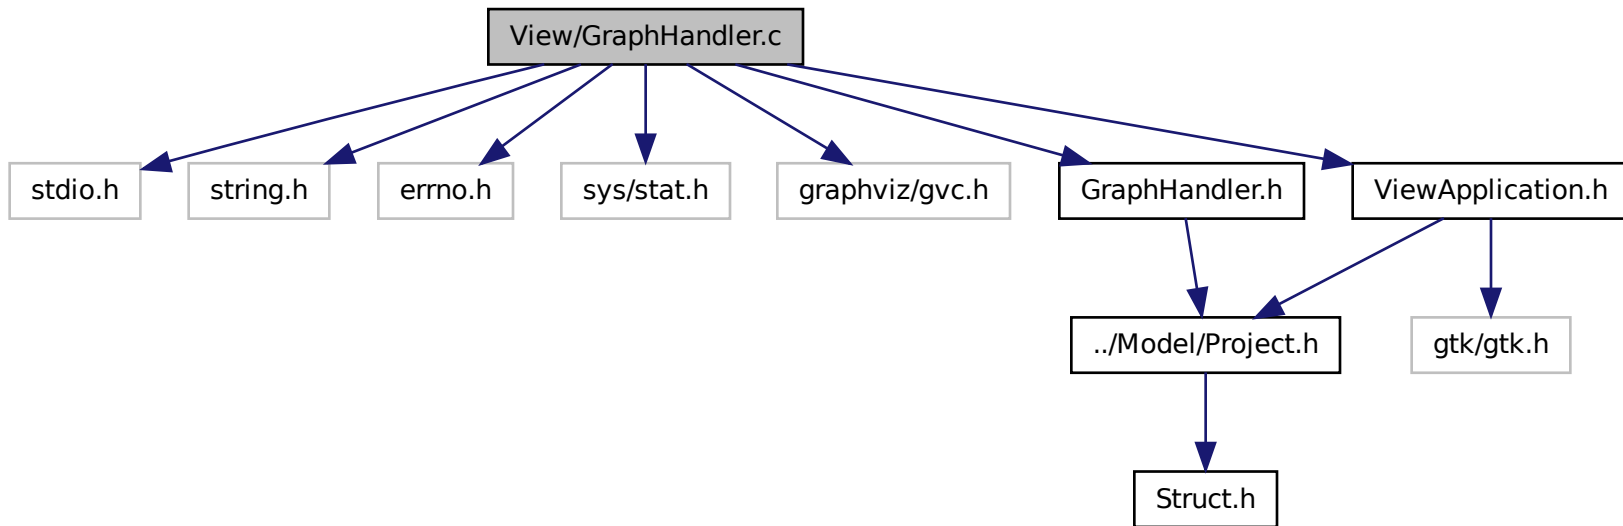 View/GraphHandler.c
stdio.h
string.h
errno.h
sys/stat.h
graphviz/gvc.h
GraphHandler.h
ViewApplication.h
../Model/Project.h
gtk/gtk.h
Struct.h